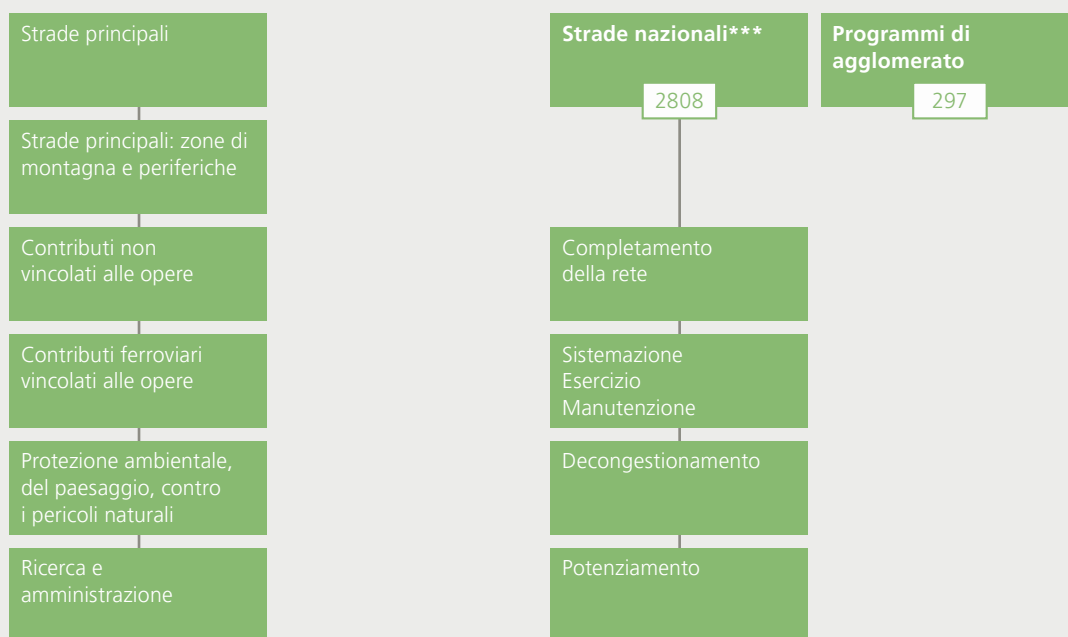 Strade principali
Strade principali: zone di
montagna e periferiche
Contributi non
vincolati alle opere
Contributi ferroviari
vincolati alle opere
Protezione ambientale,
del paesaggio, contro
i pericoli naturali
Ricerca e
amministrazione
Strade nazionali***
2808
Completamento
della rete
Sistemazione
Esercizio
Manutenzione
Decongestionamento
Potenziamento
Programmi di
agglomerato
297